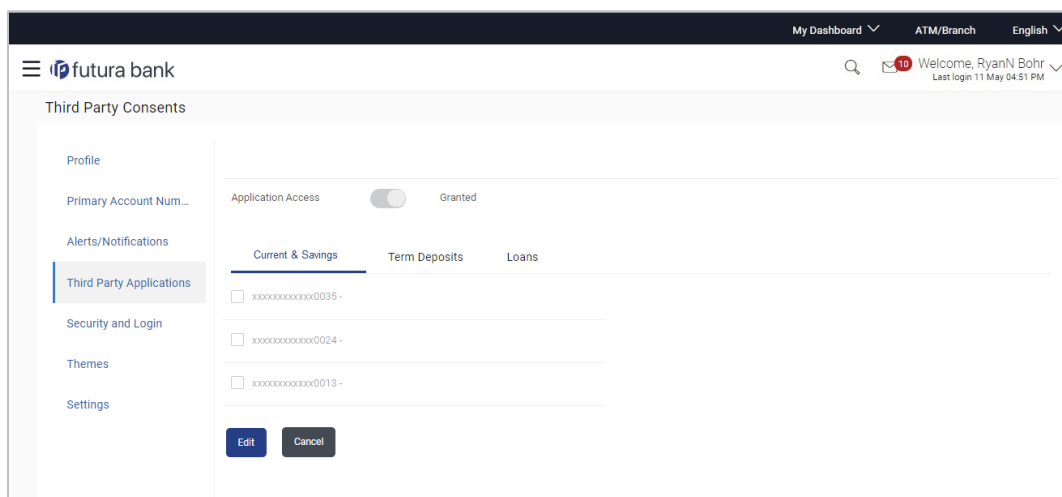 My Dashboard ATM/Branch English
futura bank
10 Welcome, RyanN Bohr
Last login 11 May 04:51 PM
Third Party Consents
Profile
Primary Account Num...
Alerts/Notifications
Third Party Applications
Security and Login
Themes
Settings
Application Access Granted
Current & Savings Term Deposits Loans
xxxxxxxxxxxx0035 -
xxxxxxxxxxxx0024 -
xxxxxxxxxxxx0013 -
Edit Cancel